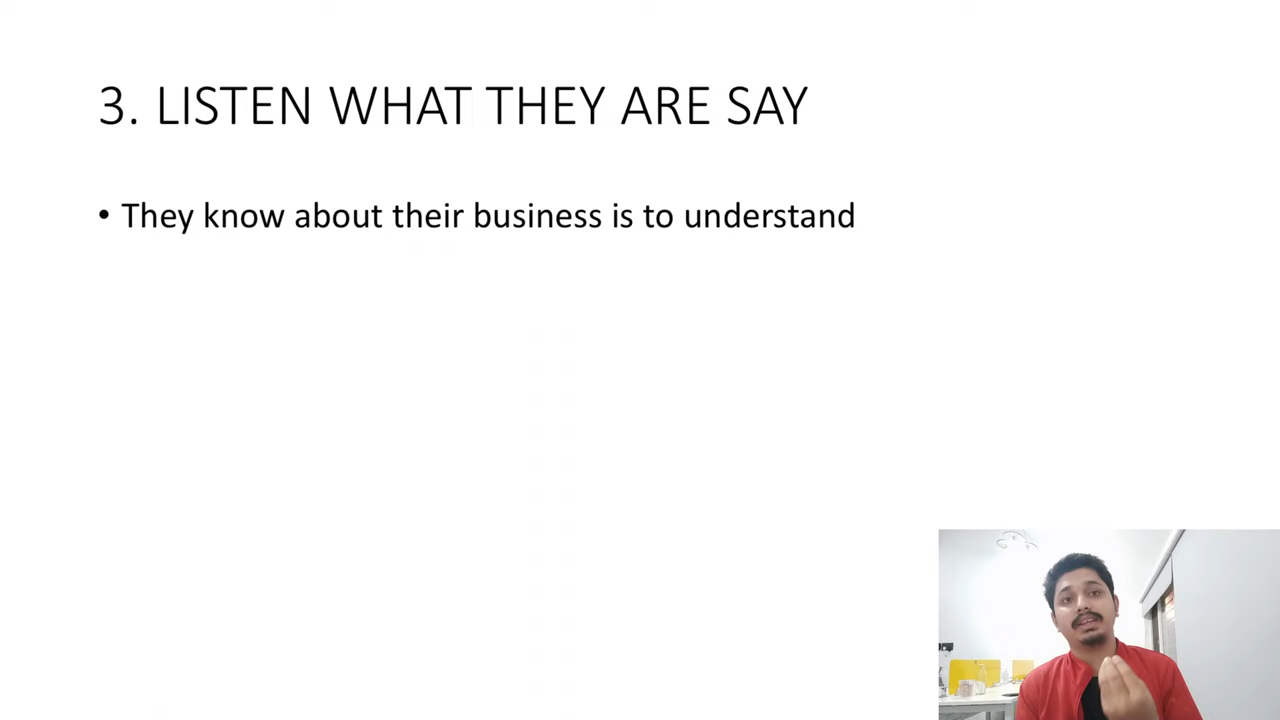 3. LISTEN WHAT THEY ARE SAY
• They know about their business is to understand